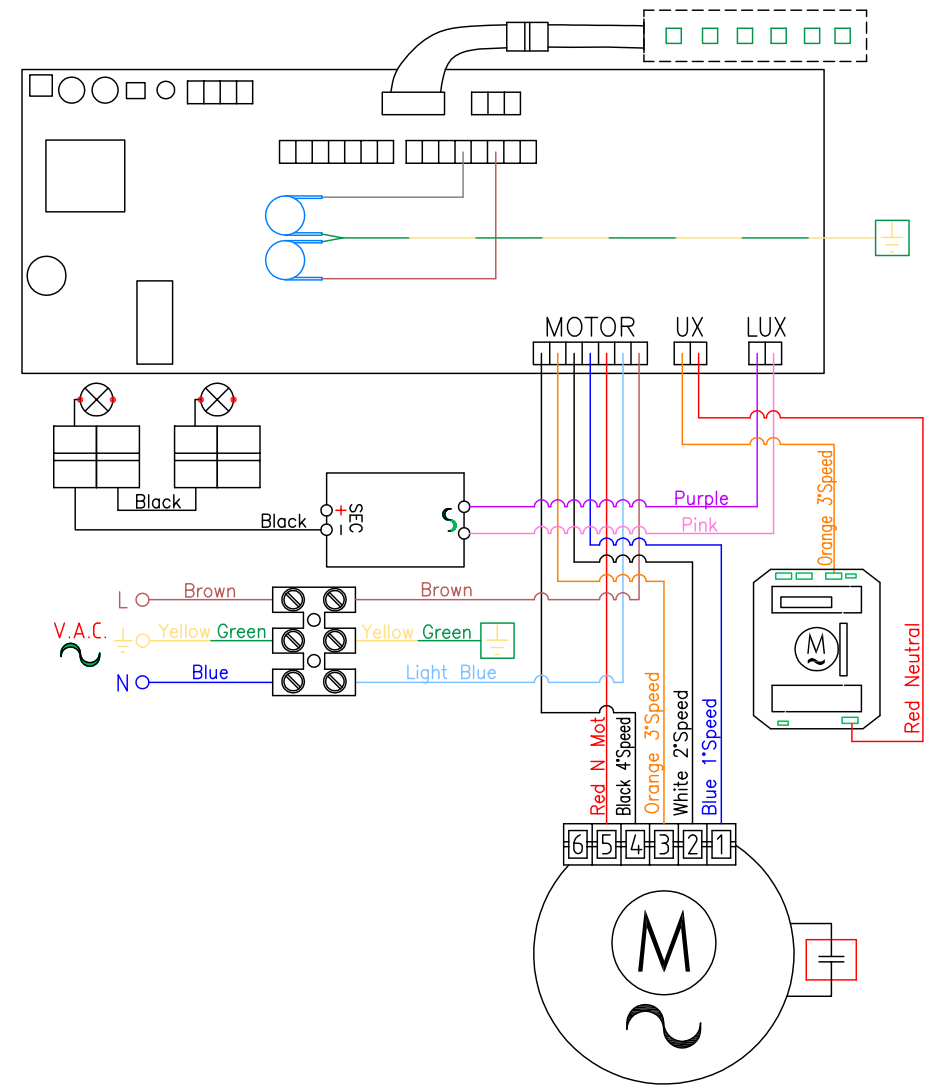 MOTOR UX LUX
Orange 3°Speed
Purple
Black
+
SEC
−
Black
Pink
L Brown Brown
V.A.C. Yellow Green Yellow Green
N Blue Light Blue
M
Red Neutral
Red N Mot
Black 4°Speed
Orange 3°Speed
White 2°Speed
Blue 1°Speed
6 5 4 3 2 1
M